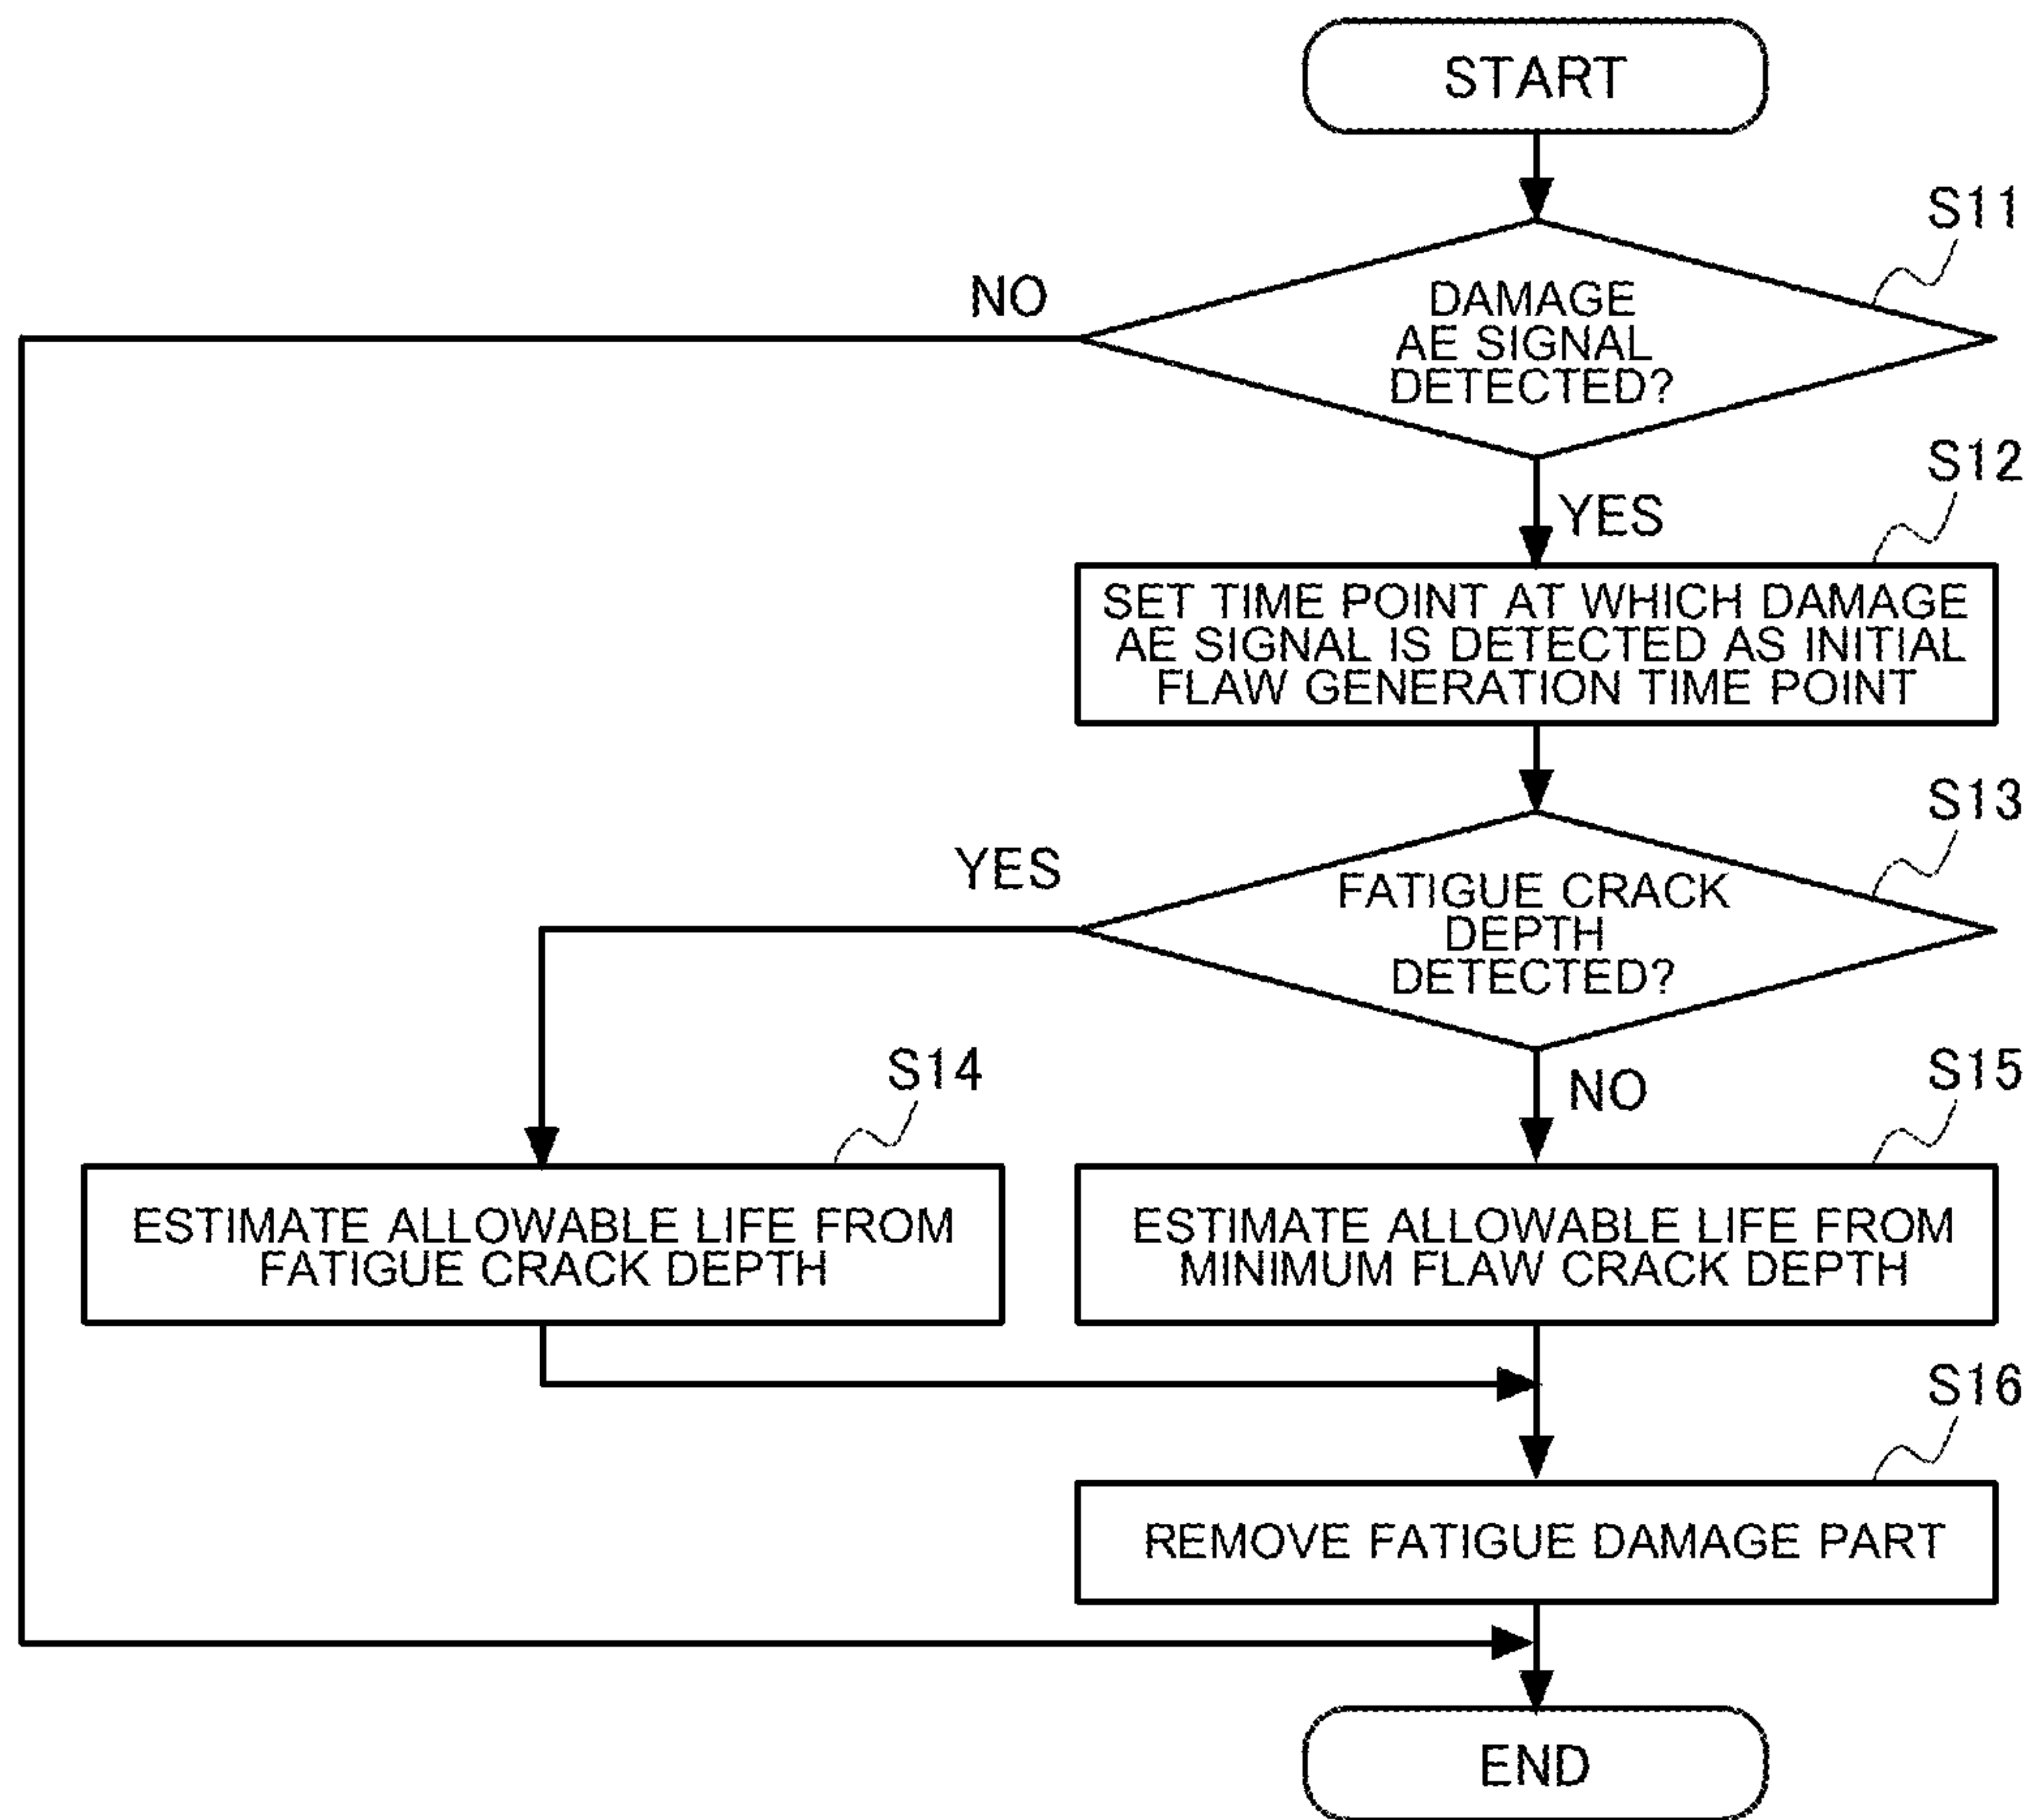 START
S11
NO
DAMAGE
AE SIGNAL
DETECTED?
S12
YES
SET TIME POINT AT WHICH DAMAGE
AE SIGNAL IS DETECTED AS INITIAL
FLAW GENERATION TIME POINT
S13
YES
FATIGUE CRACK
DEPTH
DETECTED?
S14
S15
NO
ESTIMATE ALLOWABLE LIFE FROM
FATIGUE CRACK DEPTH
ESTIMATE ALLOWABLE LIFE FROM
MINIMUM FLAW CRACK DEPTH
S16
REMOVE FATIGUE DAMAGE PART
END